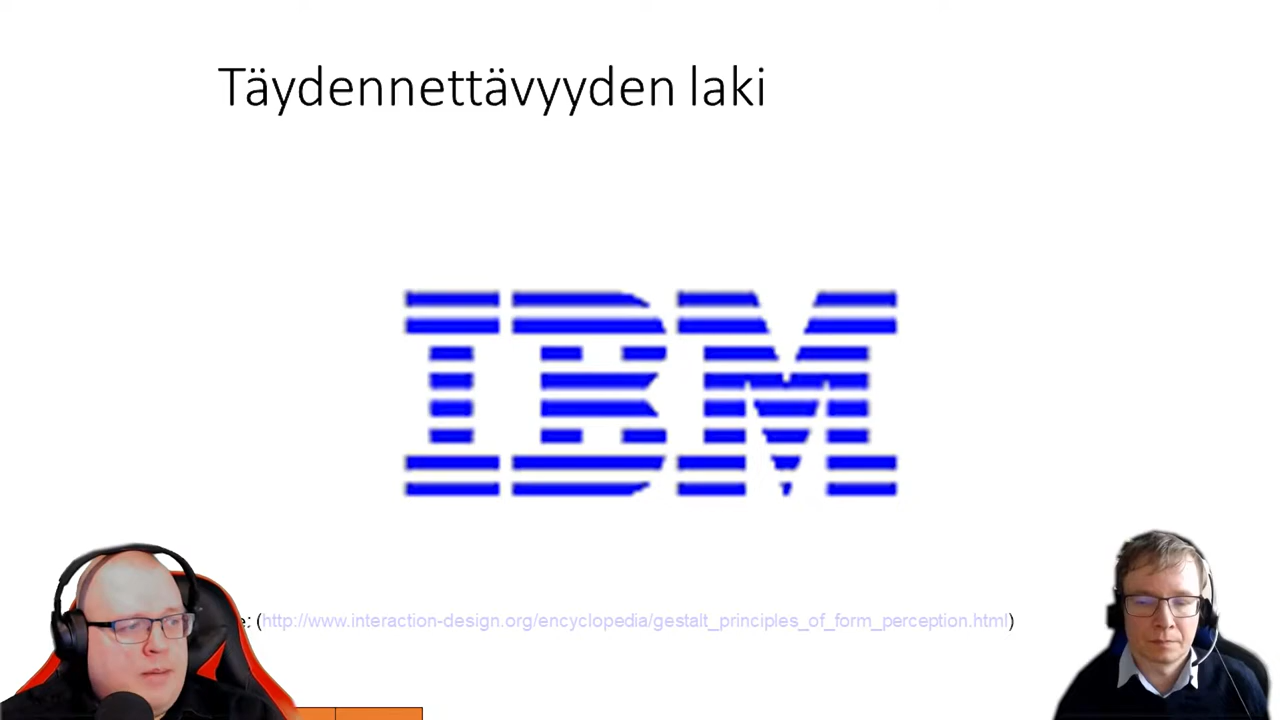 Täydennettävyyden laki
IBM
e: (http://www.interaction-design.org/encyclopedia/gestalt_principles_of_form_perception.html)